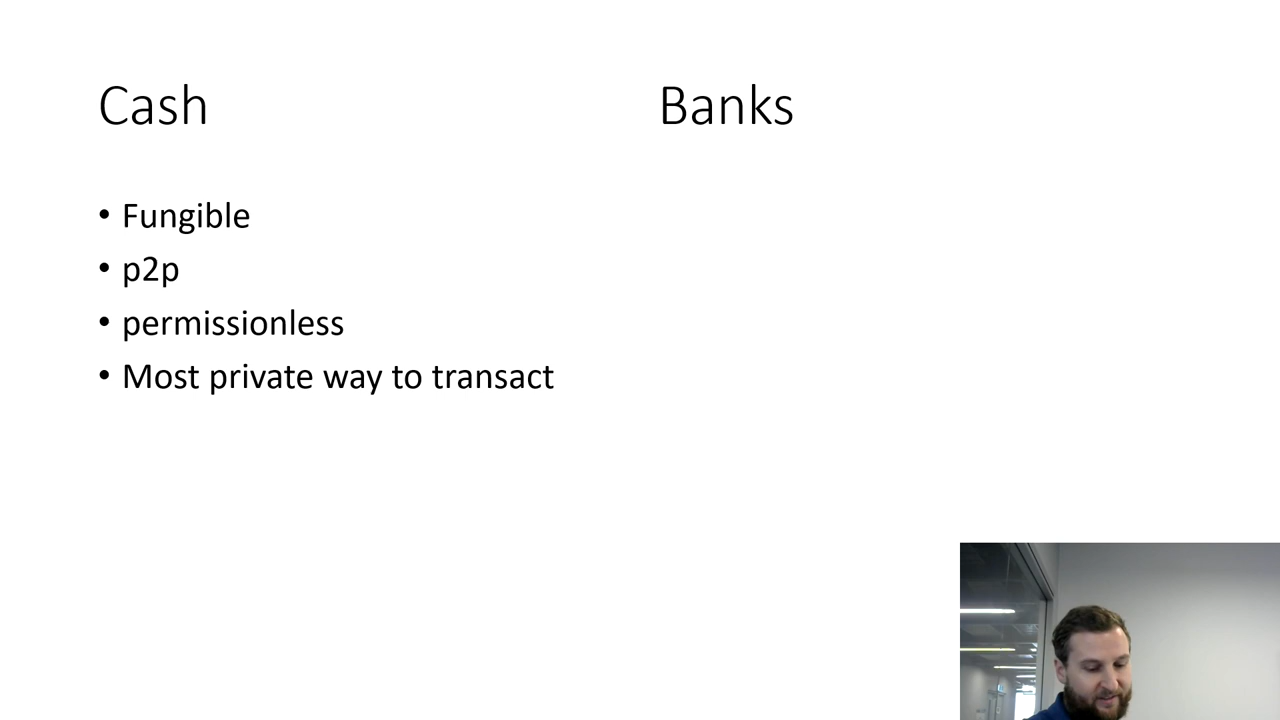 Cash
Banks
• Fungible
• p2p
• permissionless
• Most private way to transact